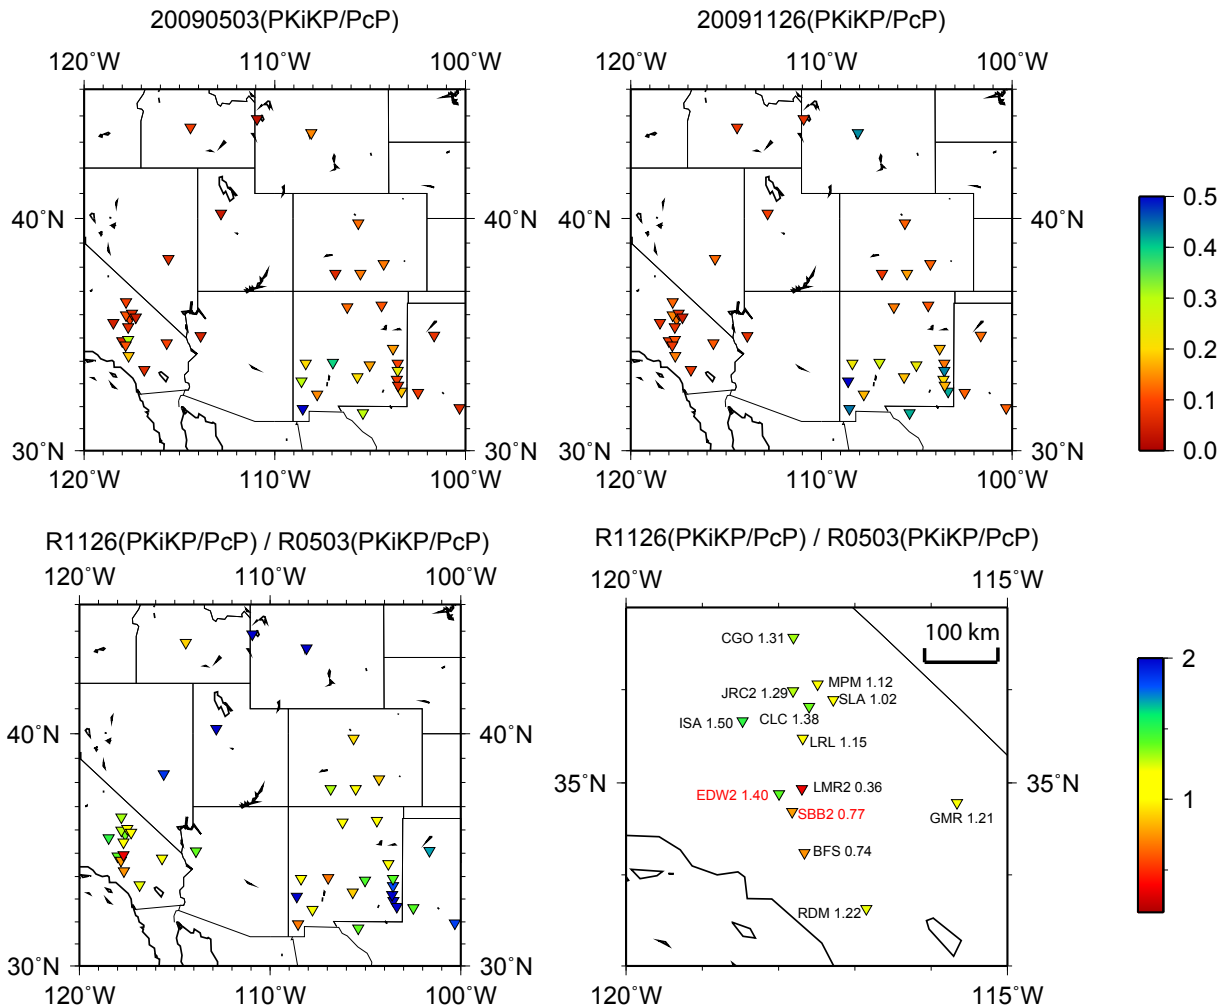 20090503(PKiKP/PcP)
20091126(PKiKP/PcP)
120˚W
110˚W
100˚W
120˚W
110˚W
100˚W
40˚N
40˚N
40˚N
30˚N
30˚N
30˚N
120˚W
110˚W
100˚W
120˚W
110˚W
100˚W
0.5
0.4
0.3
0.2
0.1
0.0
R1126(PKiKP/PcP) / R0503(PKiKP/PcP)
R1126(PKiKP/PcP) / R0503(PKiKP/PcP)
120˚W
110˚W
100˚W
120˚W
115˚W
100 km
CGO 1.31
MPM 1.12
JRC2 1.29
SLA 1.02
ISA 1.50
CLC 1.38
LRL 1.15
40˚N
40˚N
35˚N
35˚N
LMR2 0.36
EDW2 1.40
SBB2 0.77
GMR 1.21
BFS 0.74
RDM 1.22
30˚N
30˚N
120˚W
110˚W
100˚W
120˚W
115˚W
2
1